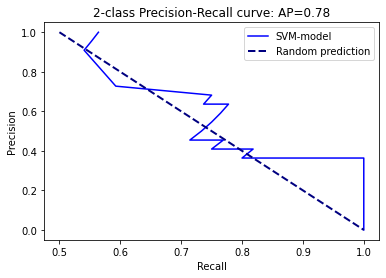 2-class Precision-Recall curve: AP=0.78
SVM-model
Random prediction
Precision
1.0
0.8
0.6
0.4
0.2
0.0
0.5 0.6 0.7 0.8 0.9 1.0
Recall